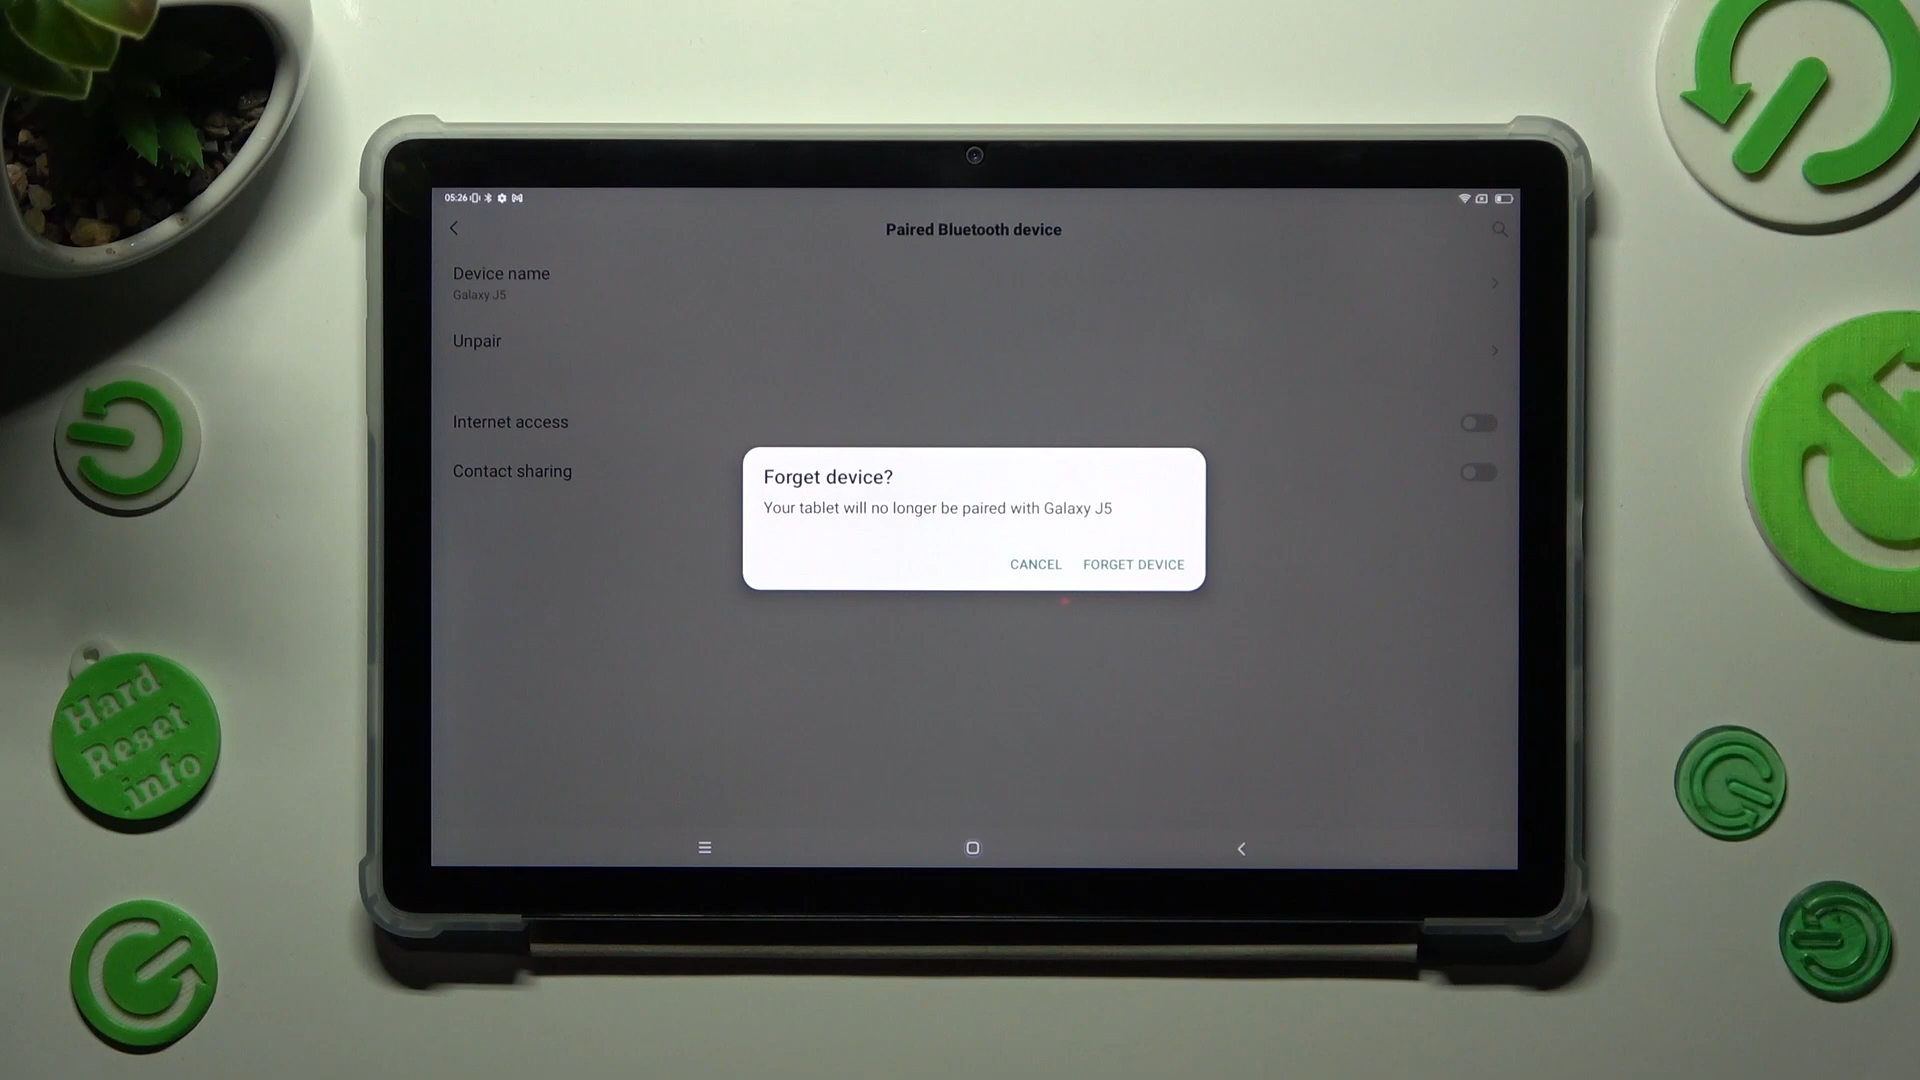 05:26
Paired Bluetooth device
Device name
Galaxy J5
Unpair
Internet access
Contact sharing
Forget device?
Your tablet will no longer be paired with Galaxy J5
CANCEL FORGET DEVICE
Hard
Reset
.info